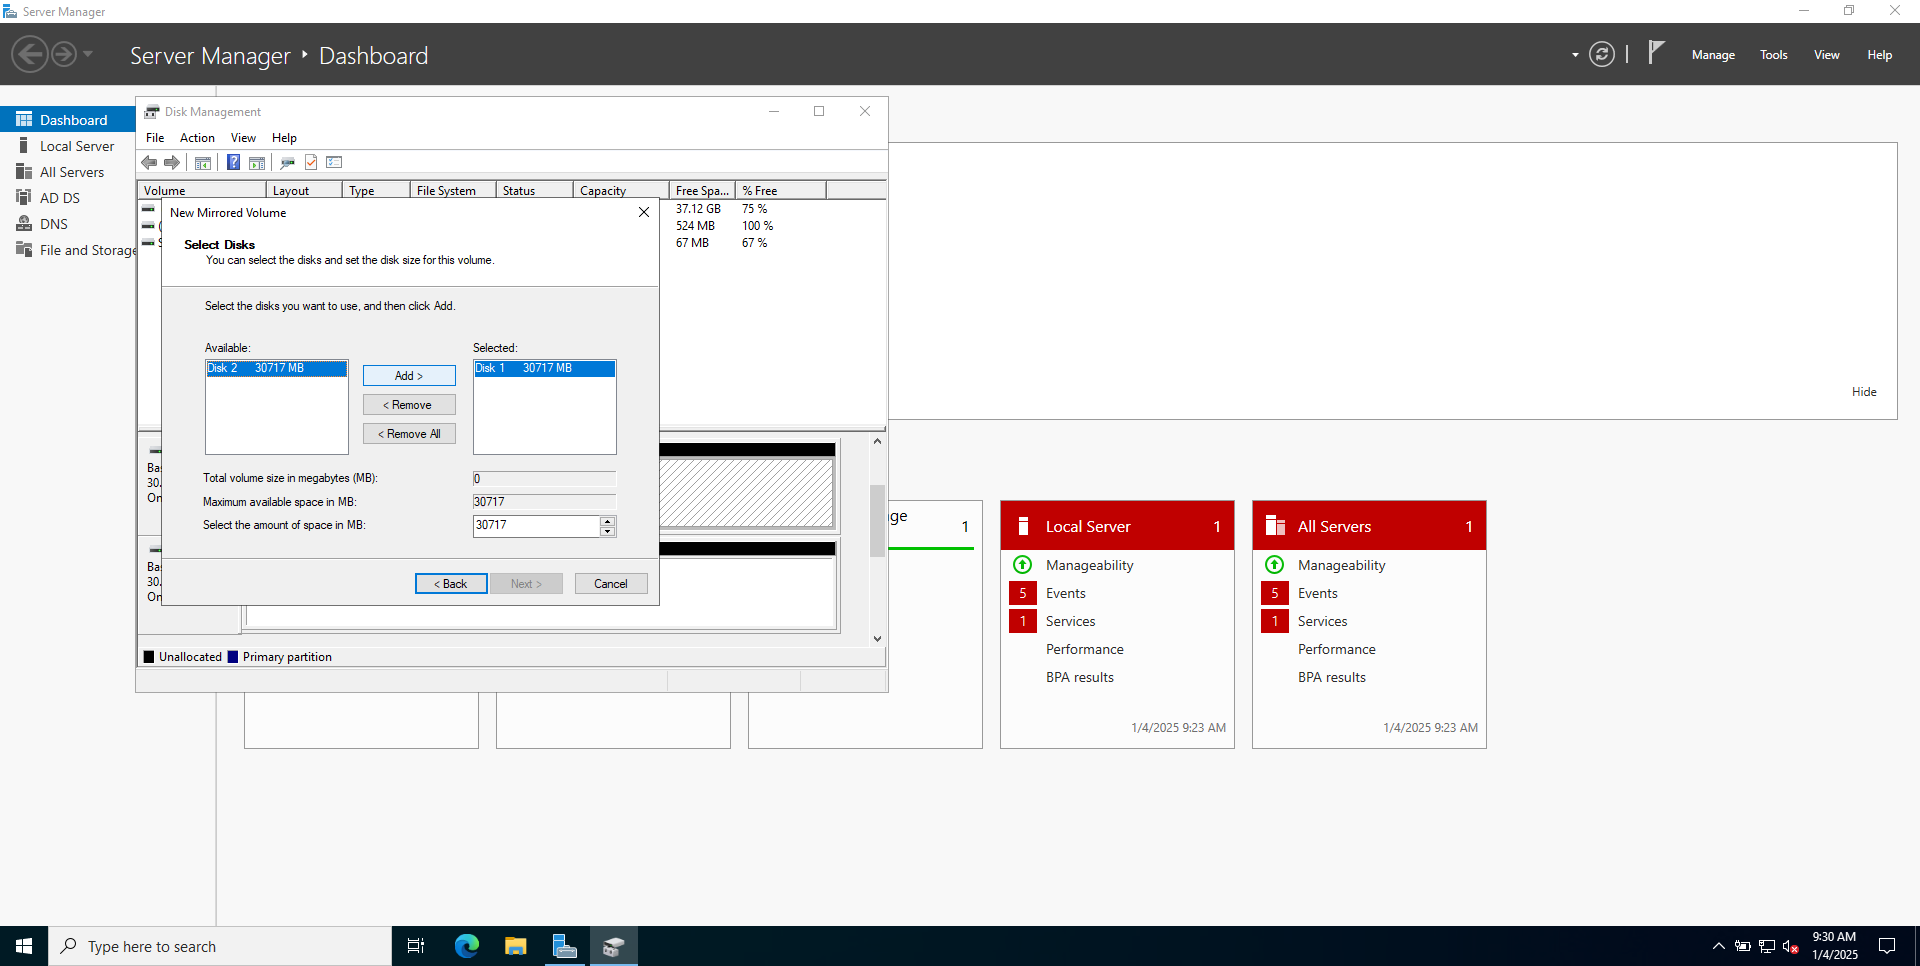 Server Manager
Server Manager Dashboard
Manage Tools View Help
Dashboard
Local Server
All Servers
AD DS
DNS
File and Storage
Disk Management
File Action View Help
Volume Layout Type File System Status Capacity Free Spa... % Free
37.12 GB 75 %
524 MB 100 %
67 MB 67 %
New Mirrored Volume
Select Disks
You can select the disks and set the disk size for this volume.
Select the disks you want to use, and then click Add.
Available: Selected:
Disk 2 30717 MB
Add >
Disk 1 30717 MB
< Remove
< Remove All
Total volume size in megabytes (MB): 0
Maximum available space in MB: 30717
Select the amount of space in MB: 30717
< Back Next > Cancel
Ba
30.
On
Ba
30.
On
Unallocated Primary partition
Hide
ge 1
Local Server 1
Manageability
5 Events
1 Services
Performance
BPA results
1/4/2025 9:23 AM
All Servers 1
Manageability
5 Events
1 Services
Performance
BPA results
1/4/2025 9:23 AM
Type here to search
9:30 AM
1/4/2025